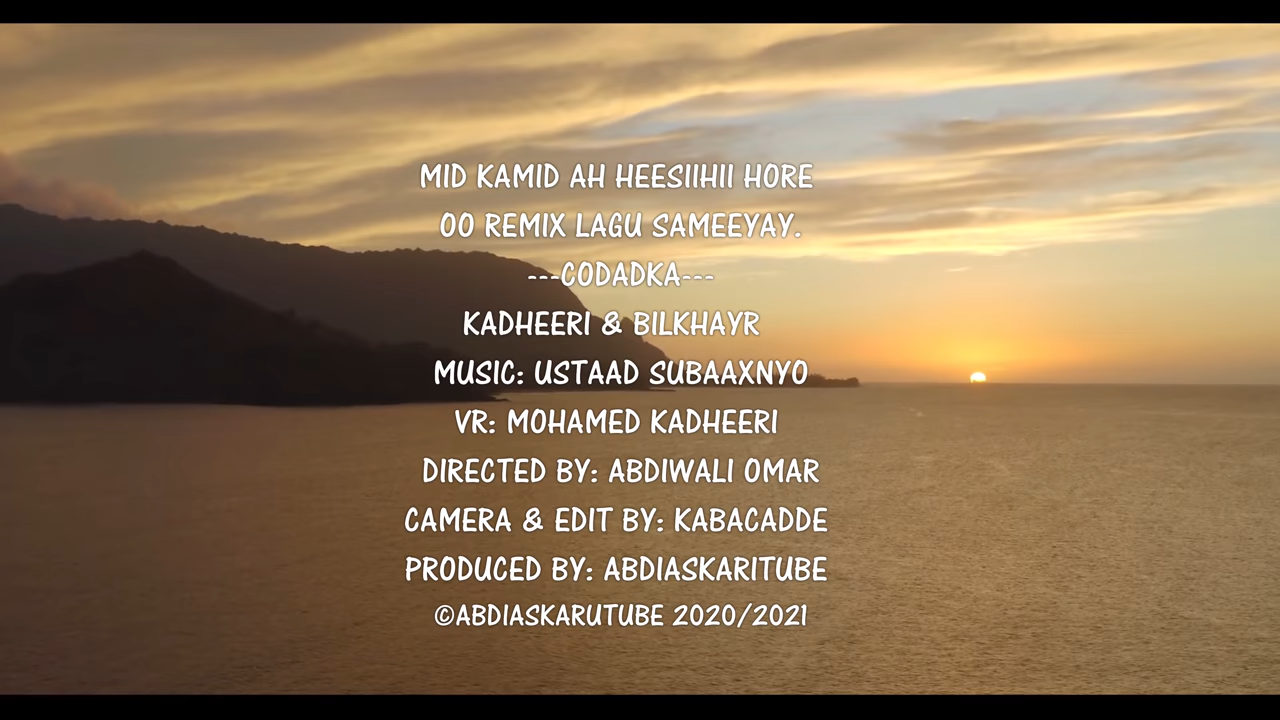 MID KAMID AH HEESIIHII HORE
OO REMIX LAGU SAMEEYAY.
---CODADKA---
KADHEERI & BILKHAYR
MUSIC: USTAAD SUBAAXNYO
VR: MOHAMED KADHEERI
DIRECTED BY: ABDIWALI OMAR
CAMERA & EDIT BY: KABACADDE
PRODUCED BY: ABDIASKARITUBE
©ABDIASKARUTUBE 2020/2021